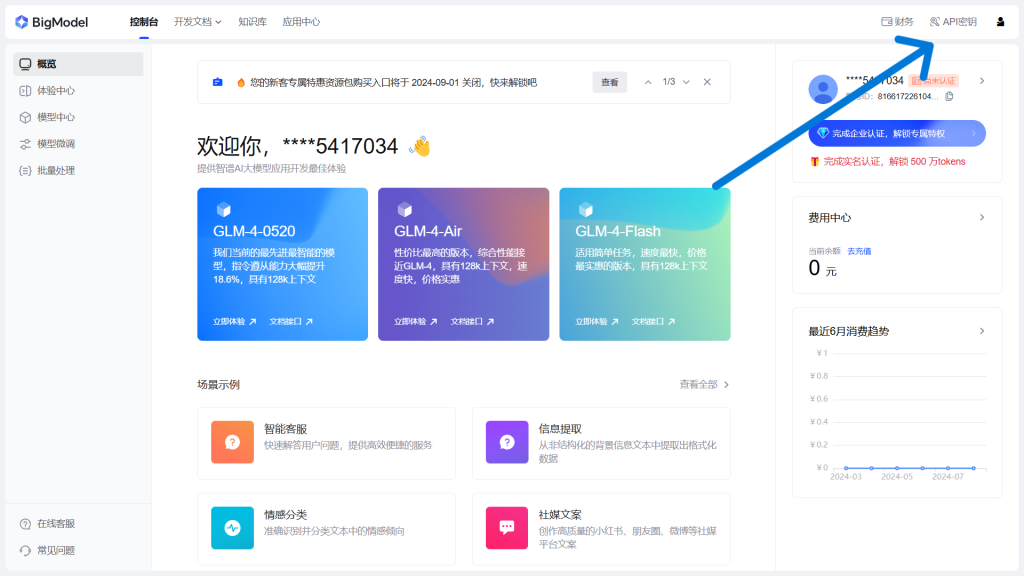 BigModel
控制台
开发文档
知识库
应用中心
财务
API密钥
概览
体验中心
模型中心
模型微调
批量处理
在线客服
常见问题
您的新客专属特惠资源包购买入口将于 2024-09-01 关闭，快来解锁吧
查看
1/3
欢迎你，****5417034
提供智谱AI大模型应用开发最佳体验
GLM-4-0520
我们当前的最先进最智能的模
型，指令遵从能力大幅提升
18.6%，具有128k上下文
立即体验
文档接口
GLM-4-Air
性价比最高的版本，综合性能接
近GLM-4，具有128k上下文，速
度快，价格实惠
立即体验
文档接口
GLM-4-Flash
适用简单任务，速度最快，价格
最实惠的版本，具有128k上下文
立即体验
文档接口
场景示例
查看全部
智能客服
快速解答用户问题，提供高效便捷的服务
信息提取
从非结构化的背景信息文本中提取出格式化
数据
情感分类
准确识别并分类文本中的情感倾向
社媒文案
创作高质量的小红书、朋友圈、微博等社媒
平台文案
7034
未认证
ID: 816617226104...
完成企业认证，解锁专属特权
完成实名认证，解锁 500 万tokens
费用中心
当前余额 去充值
0 元
最近6月消费趋势
¥ 1
¥ 0.8
¥ 0.6
¥ 0.4
¥ 0.2
¥ 0
2024-03
2024-05
2024-07